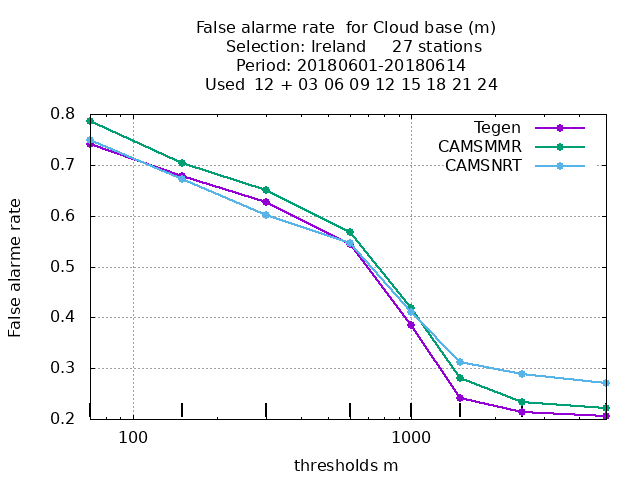 False alarme rate  for Cloud base (m)
Selection: Ireland     27 stations
Period: 20180601-20180614
Used  12 + 03 06 09 12 15 18 21 24
0.8
0.7
0.6
0.5
0.4
0.3
0.2
False alarme rate
Tegen
CAMSMMR
CAMSNRT
100
1000
thresholds m